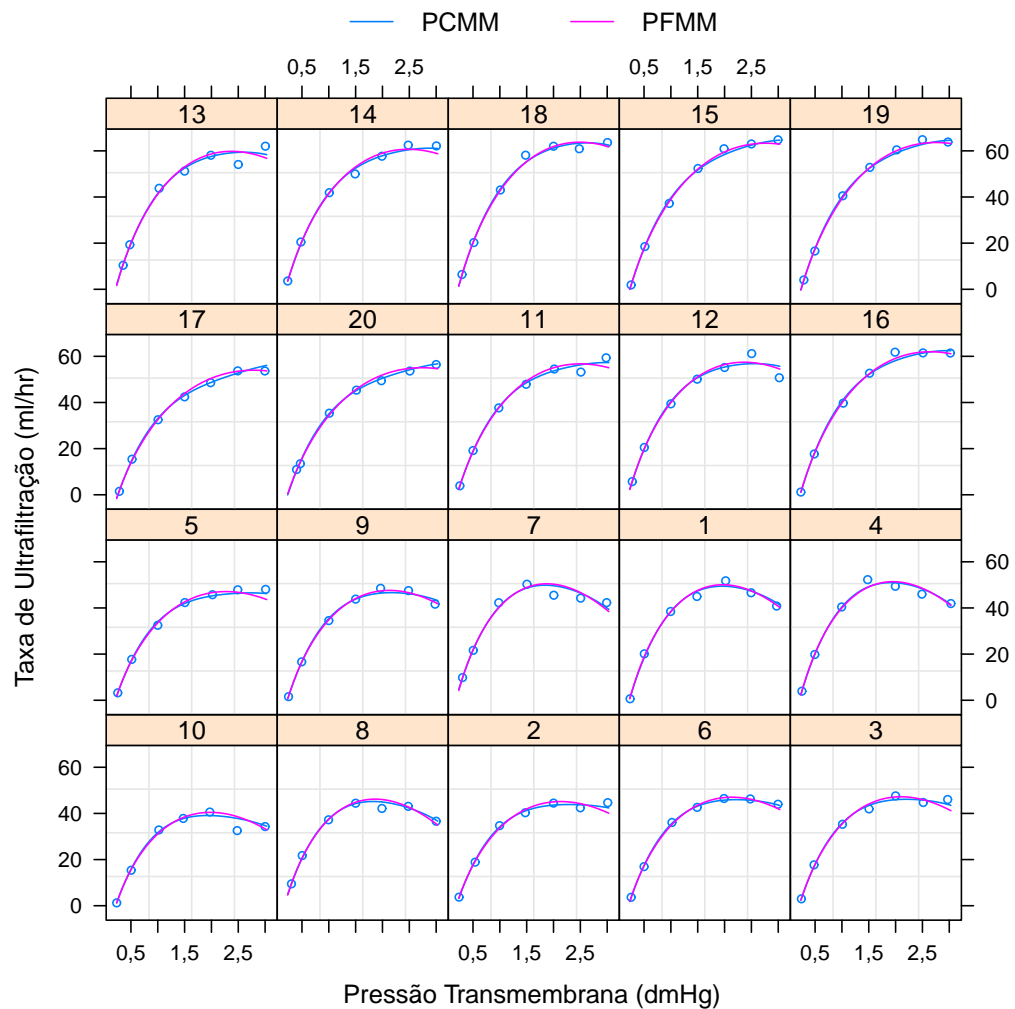 PCMM PFMM
0,5 1,5 2,5 0,5 1,5 2,5
13 14 18 15 19
60
40
20
0
17 20 11 12 16
60
40
20
0
5 9 7 1 4
60
40
20
0
10 8 2 6 3
60
40
20
0
0,5 1,5 2,5 0,5 1,5 2,5 0,5 1,5 2,5
Taxa de Ultrafiltração (ml/hr)
Pressão Transmembrana (dmHg)